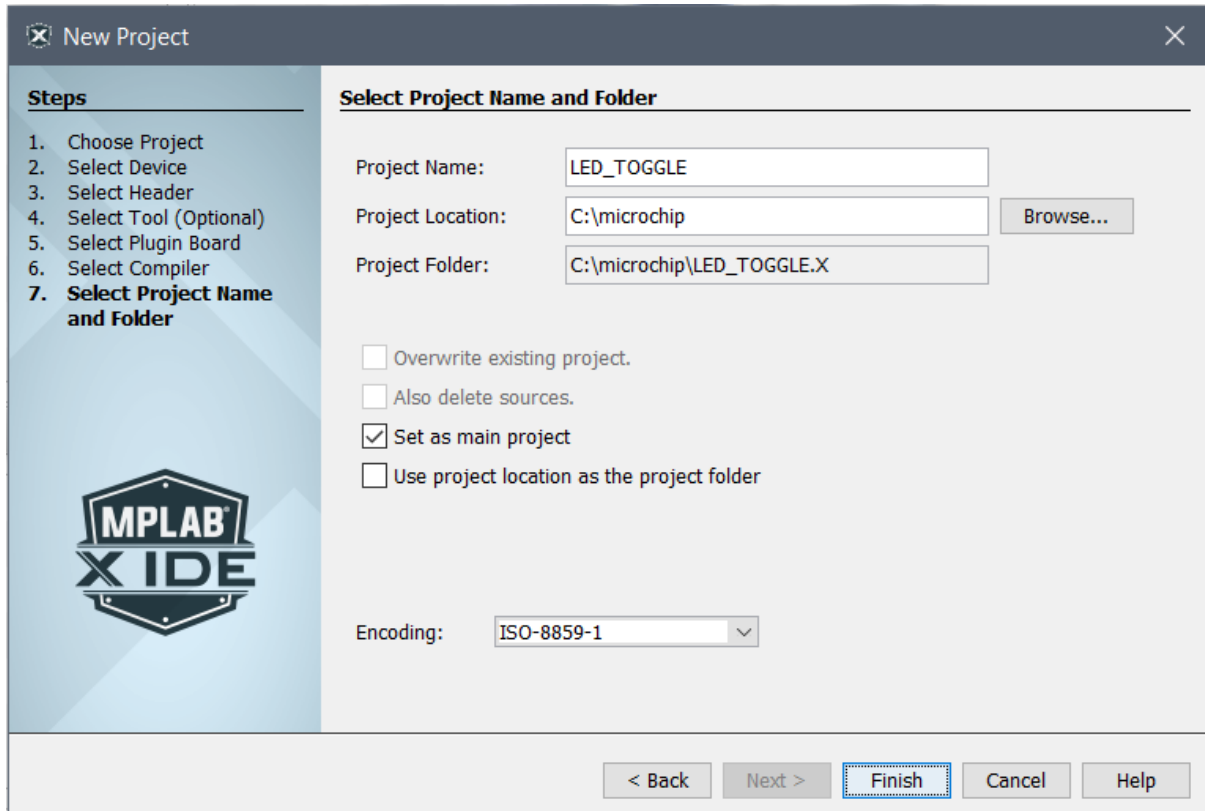 New Project
Steps
1. Choose Project
2. Select Device
3. Select Header
4. Select Tool (Optional)
5. Select Plugin Board
6. Select Compiler
7. Select Project Name
and Folder
MPLAB®
X IDE
Select Project Name and Folder
Project Name: LED_TOGGLE
Project Location: C:\microchip Browse...
Project Folder: C:\microchip\LED_TOGGLE.X
Overwrite existing project.
Also delete sources.
Set as main project
Use project location as the project folder
Encoding: ISO-8859-1
< Back Next > Finish Cancel Help